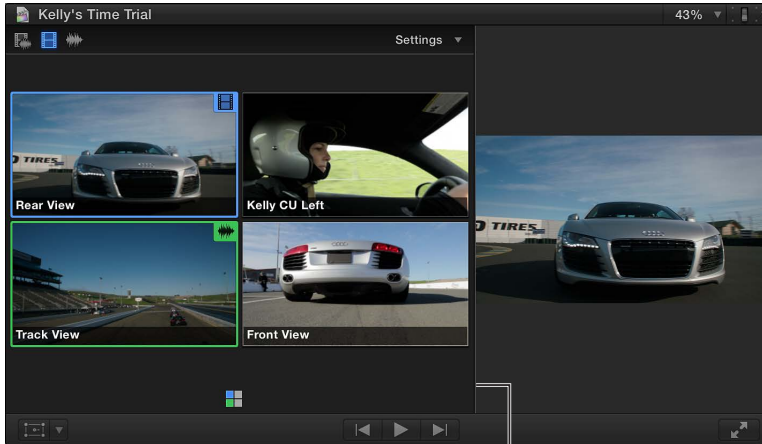 Kelly's Time Trial
43%
Settings
TIRES
Rear View
Kelly CU Left
Track View
Front View
TIRES